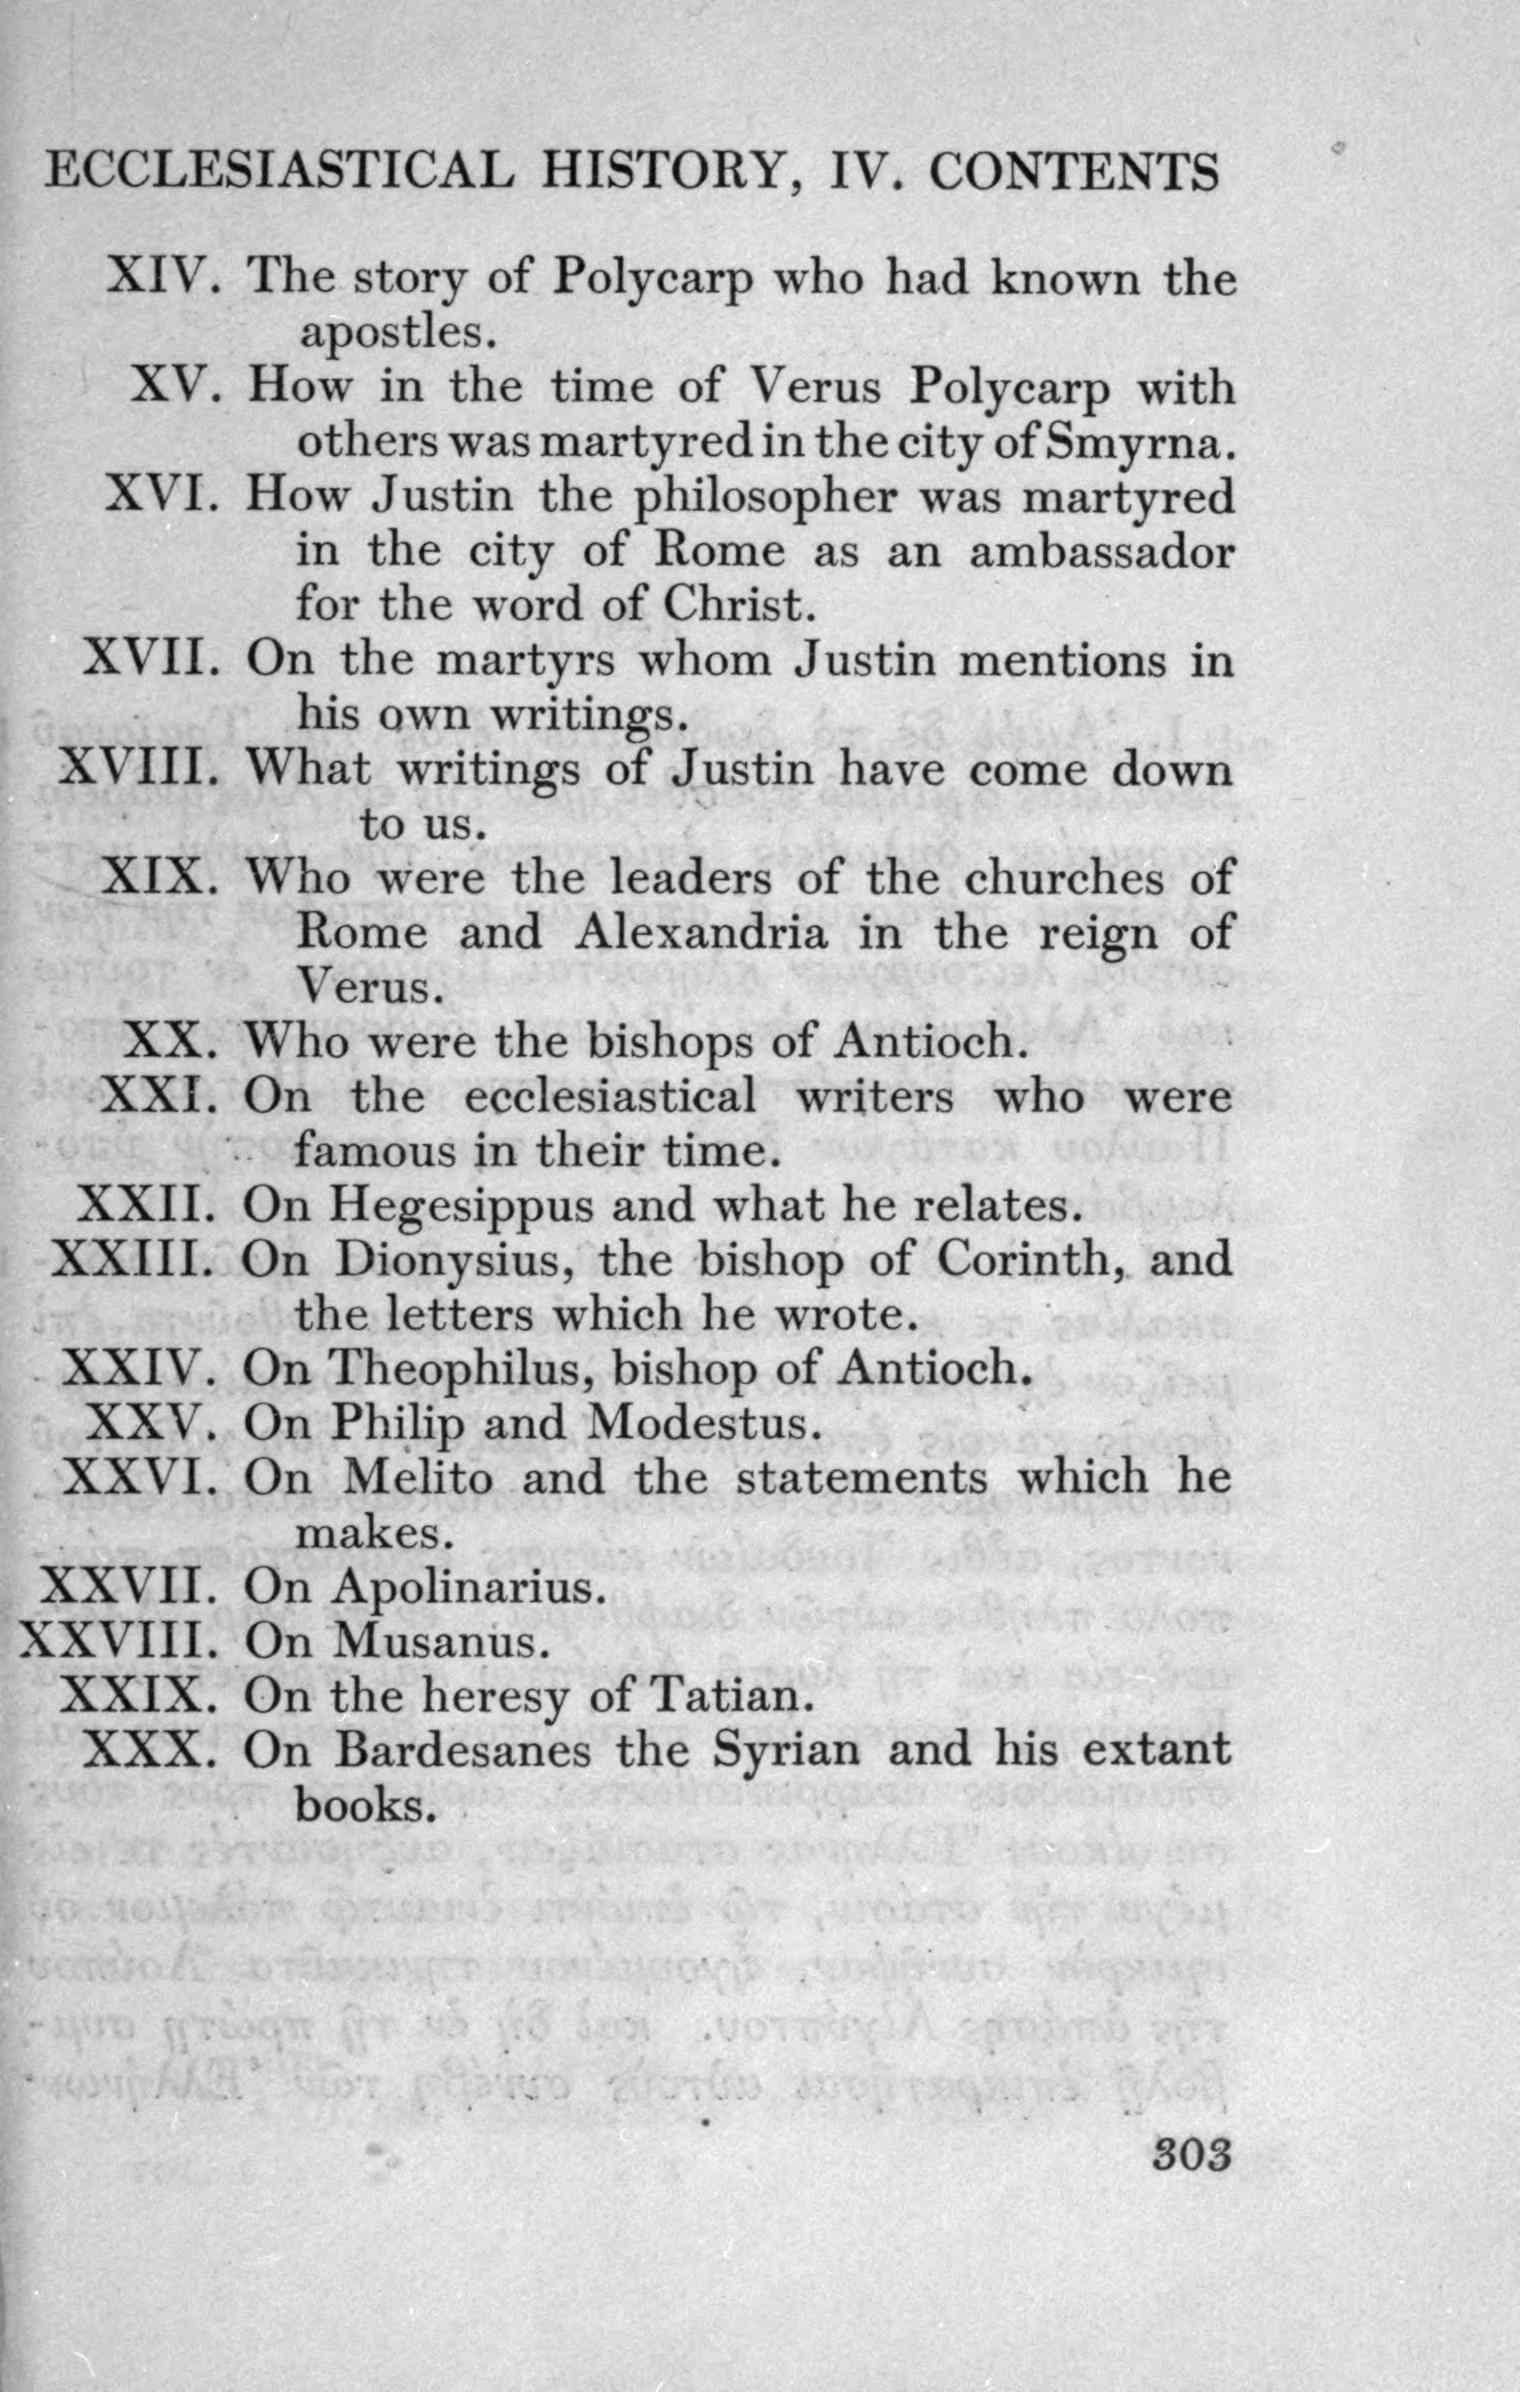 ECCLESIASTICAL HISTORY, IV. CONTENTS
XIV. The story of Polycarp who had known the
apostles.
XV. How in the time of Verus Polycarp with
others was martyred in the city of Smyrna.
XVI. How Justin the philosopher was martyred
in the city of Rome as an ambassador
for the word of Christ.
XVII. On the martyrs whom Justin mentions in
his own writings.
XVIII. What writings of Justin have come down
to us.
XIX. Who were the leaders of the churches of
Rome and Alexandria in the reign of
Verus.
XX. Who were the bishops of Antioch.
XXI. On the ecclesiastical writers who were
famous in their time.
XXII. On Hegesippus and what he relates.
XXIII. On Dionysius, the bishop of Corinth, and
the letters which he wrote.
XXIV. On Theophilus, bishop of Antioch.
XXV. On Philip and Modestus.
XXVI. On Melito and the statements which he
makes.
XXVII. On Apolinarius.
XXVIII. On Musanus.
XXIX. On the heresy of Tatian.
XXX. On Bardesanes the Syrian and his extant
books.
303